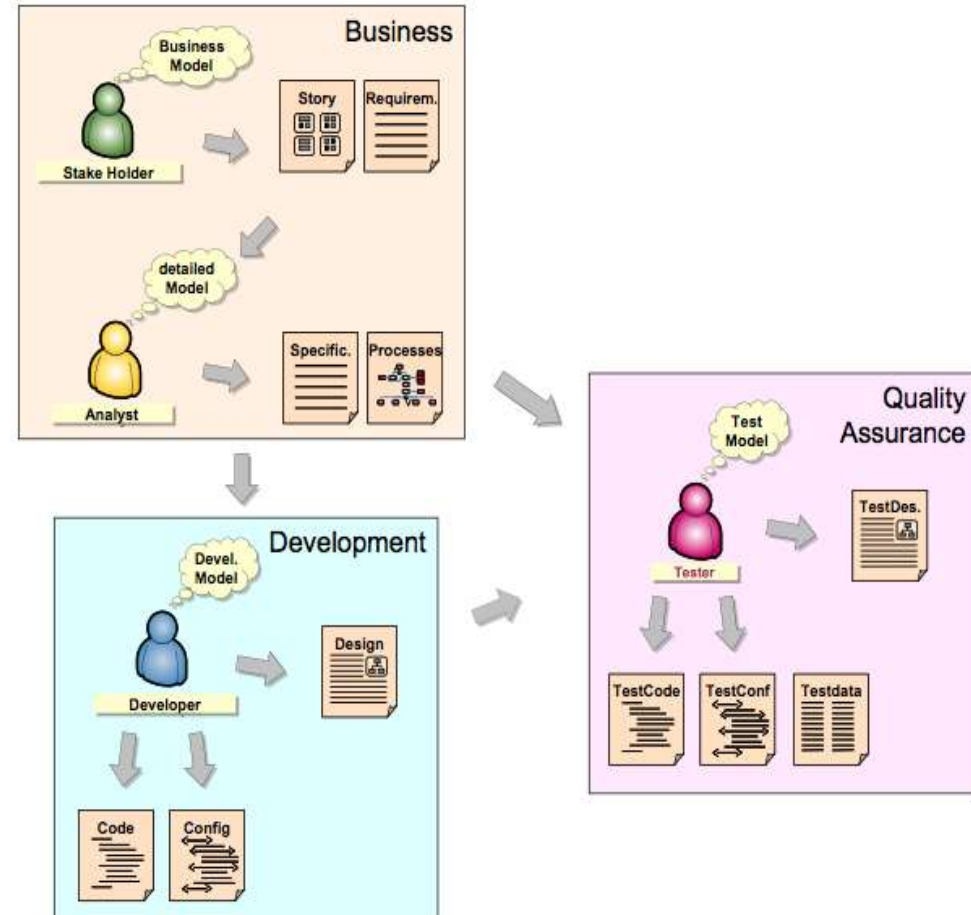 Business
Business
Model
Story
Requirem.
Stake Holder
detailed
Model
Specific.
Processes
Analyst
Quality
Assurance
Test
Model
TestDes.
Tester
TestCode
TestConf
Testdata
Development
Devel.
Model
Design
Developer
Code
Config